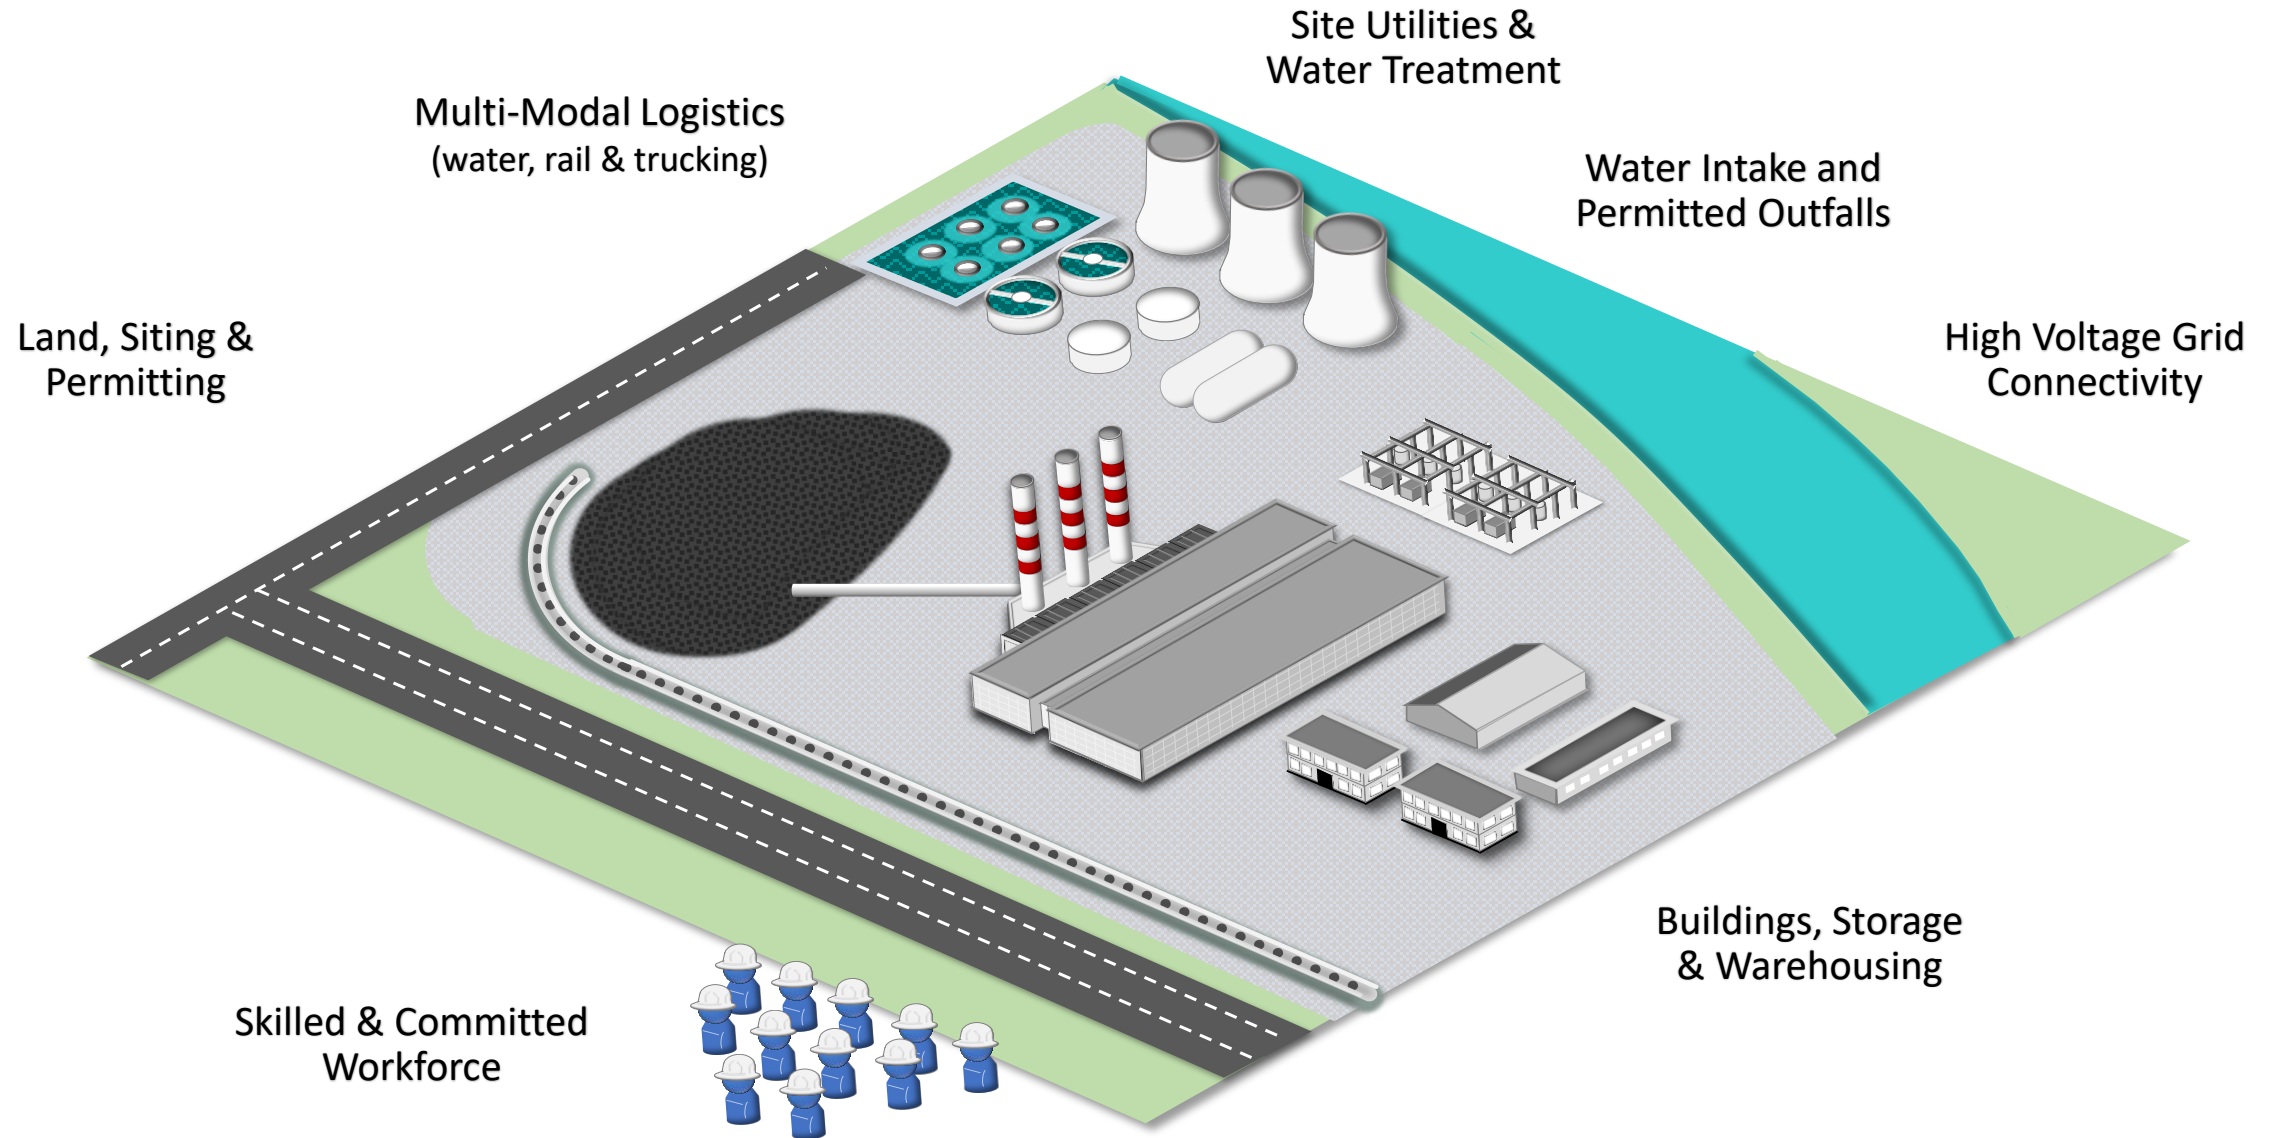 Site Utilities &
Water Treatment
Multi-Modal Logistics
(water, rail & trucking)
Water Intake and
Permitted Outfalls
Land, Siting &
Permitting
High Voltage Grid
Connectivity
Buildings, Storage
& Warehousing
Skilled & Committed
Workforce